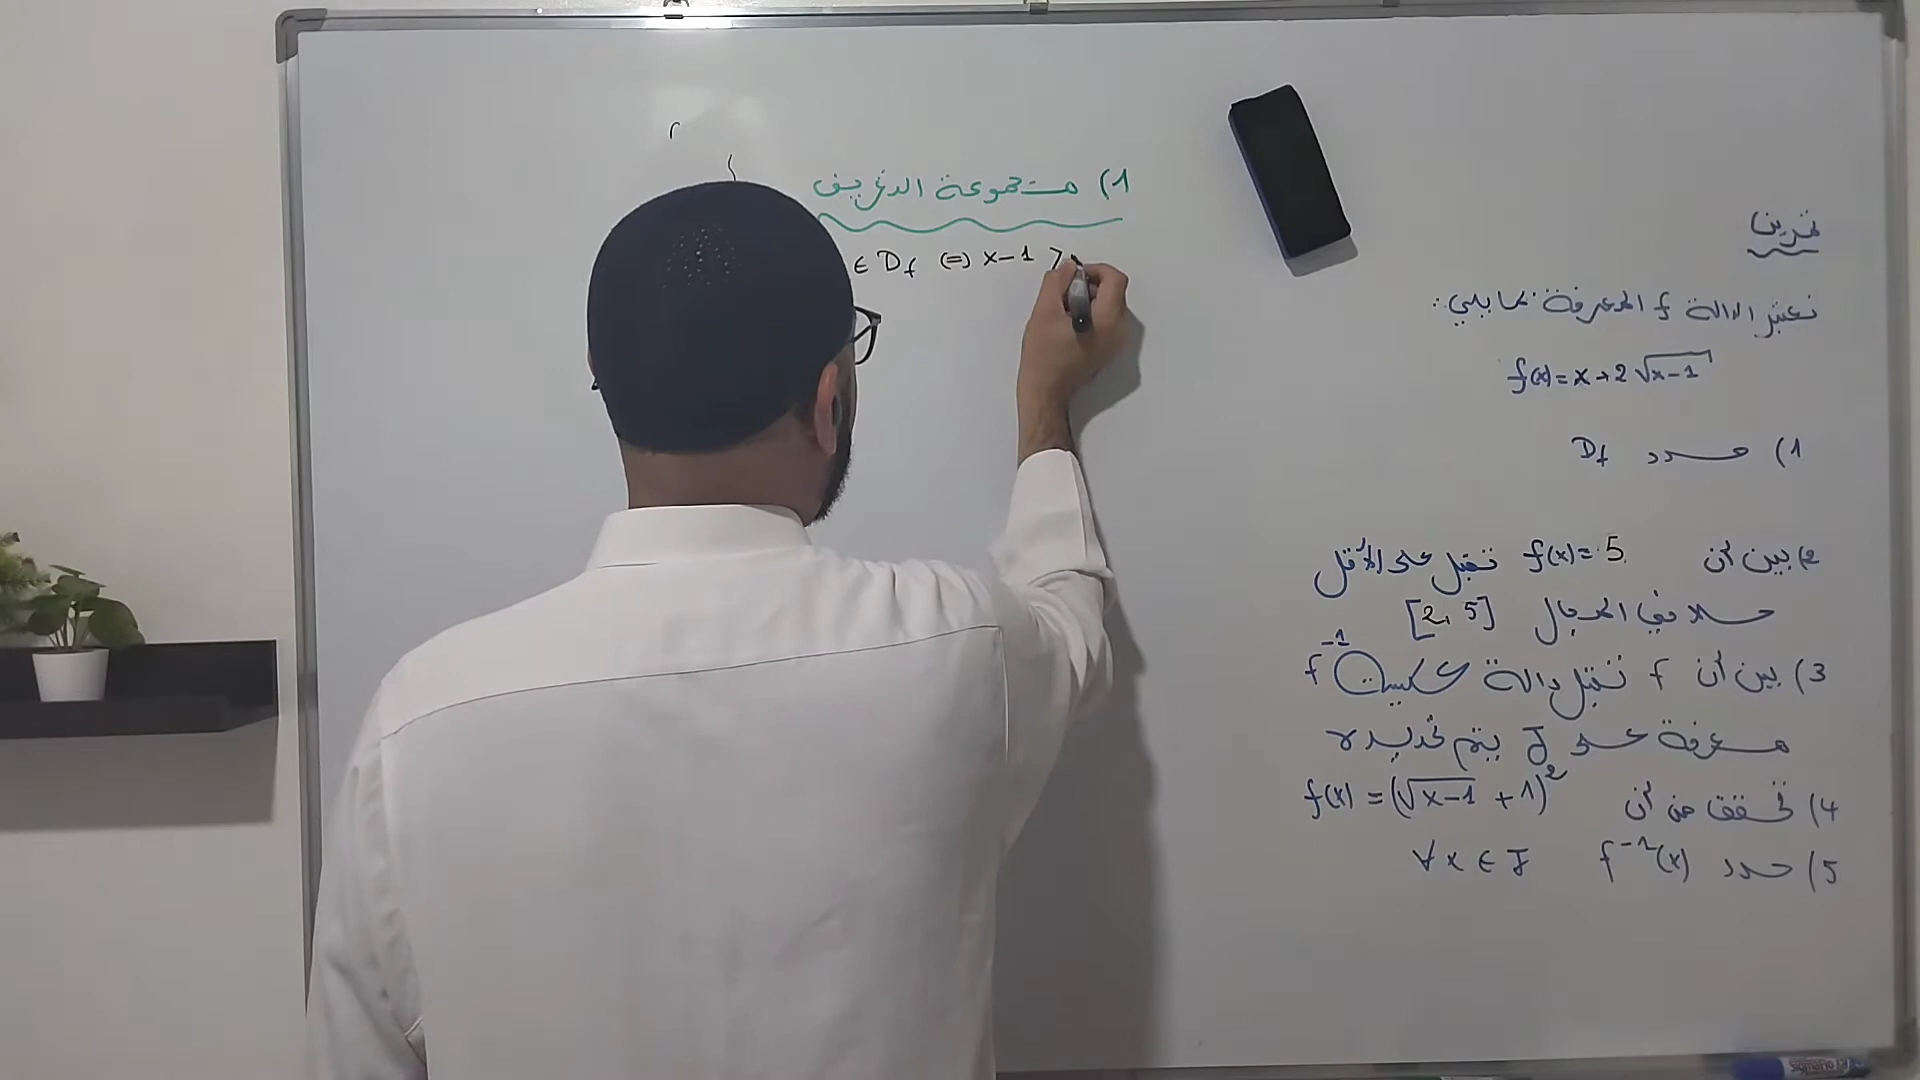 1) مجموعة التعريف
∈ Df ⟺ x-1 >
تمرين
نعتبر الدالة f المعرفة بما يلي:
f(x) = x+2√(x-1)
1) حدد Df
2) بين أن f(x) = 5 تقبل على الأقل
حلا في المجال [2, 5]
3) بين أن f تقبل دالة عكسية f⁻¹
معرفة على J يتم تحديده
4) تحقق من أن f(x) = (√(x-1) + 1)²
5) حدد f⁻¹(x) ∀x ∈ J